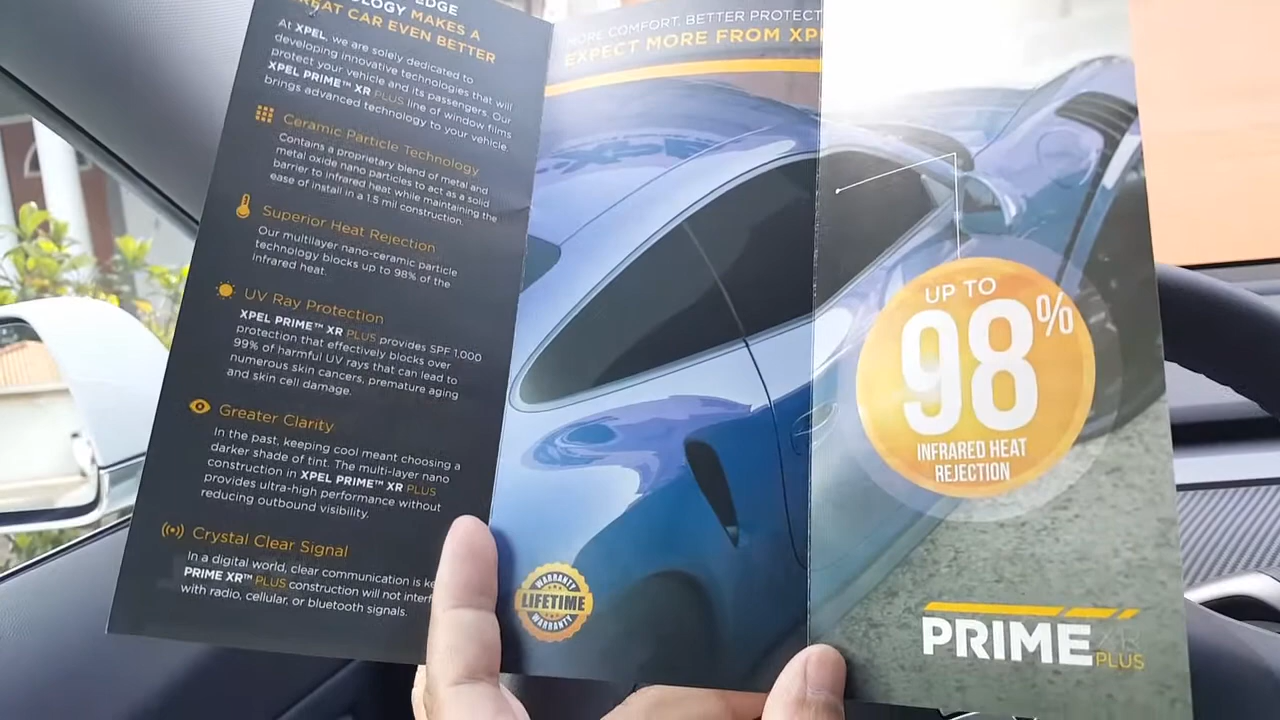 EDGE
OLOGY MAKES A
GREAT CAR EVEN BETTER
At XPEL, we are solely dedicated to
developing innovative technologies that will
protect your vehicle and its passengers. Our
XPEL PRIME™ XR PLUS line of window films
brings advanced technology to your vehicle.
Ceramic Particle Technology
Contains a proprietary blend of metal and
metal oxide nano particles to act as a solid
barrier to infrared heat while maintaining the
ease of install in a 1.5 mil construction.
Superior Heat Rejection
Our multilayer nano-ceramic particle
technology blocks up to 98% of the
infrared heat.
UV Ray Protection
XPEL PRIME™ XR PLUS provides SPF 1,000
protection that effectively blocks over
99% of harmful UV rays that can lead to
numerous skin cancers, premature aging
and skin cell damage.
Greater Clarity
In the past, keeping cool meant choosing a
darker shade of tint. The multi-layer nano
construction in XPEL PRIME™ XR PLUS
provides ultra-high performance without
reducing outbound visibility.
Crystal Clear Signal
In a digital world, clear communication is ke
PRIME XR™ PLUS construction will not interf
with radio, cellular, or bluetooth signals.
MORE COMFORT. BETTER PROTECT
EXPECT MORE FROM XP
WARRANTY
LIFETIME
WARRANTY
UP TO
98%
INFRARED HEAT
REJECTION
PRIME XR
PLUS